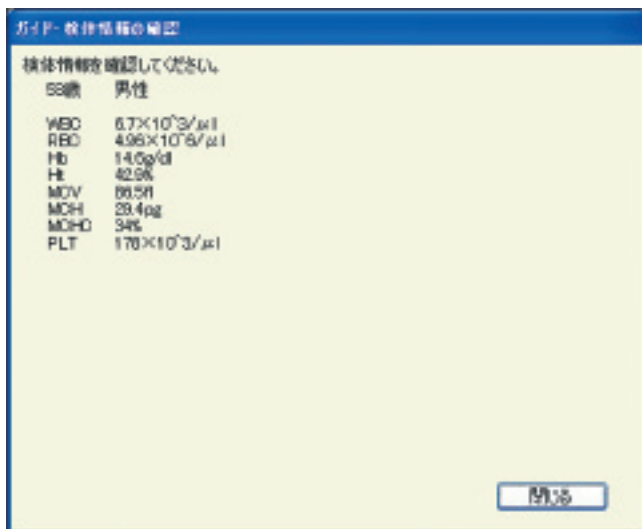 ガイド- 検体情報の確認
検体情報を確認してください。
58歳 男性
WBC 6.7×10^3/μl
RBC 4.96×10^6/μl
Hb 14.6g/dl
Ht 42.9%
MCV 86.5fl
MCH 29.4pg
MCHC 34%
PLT 178×10^3/μl
閉じる